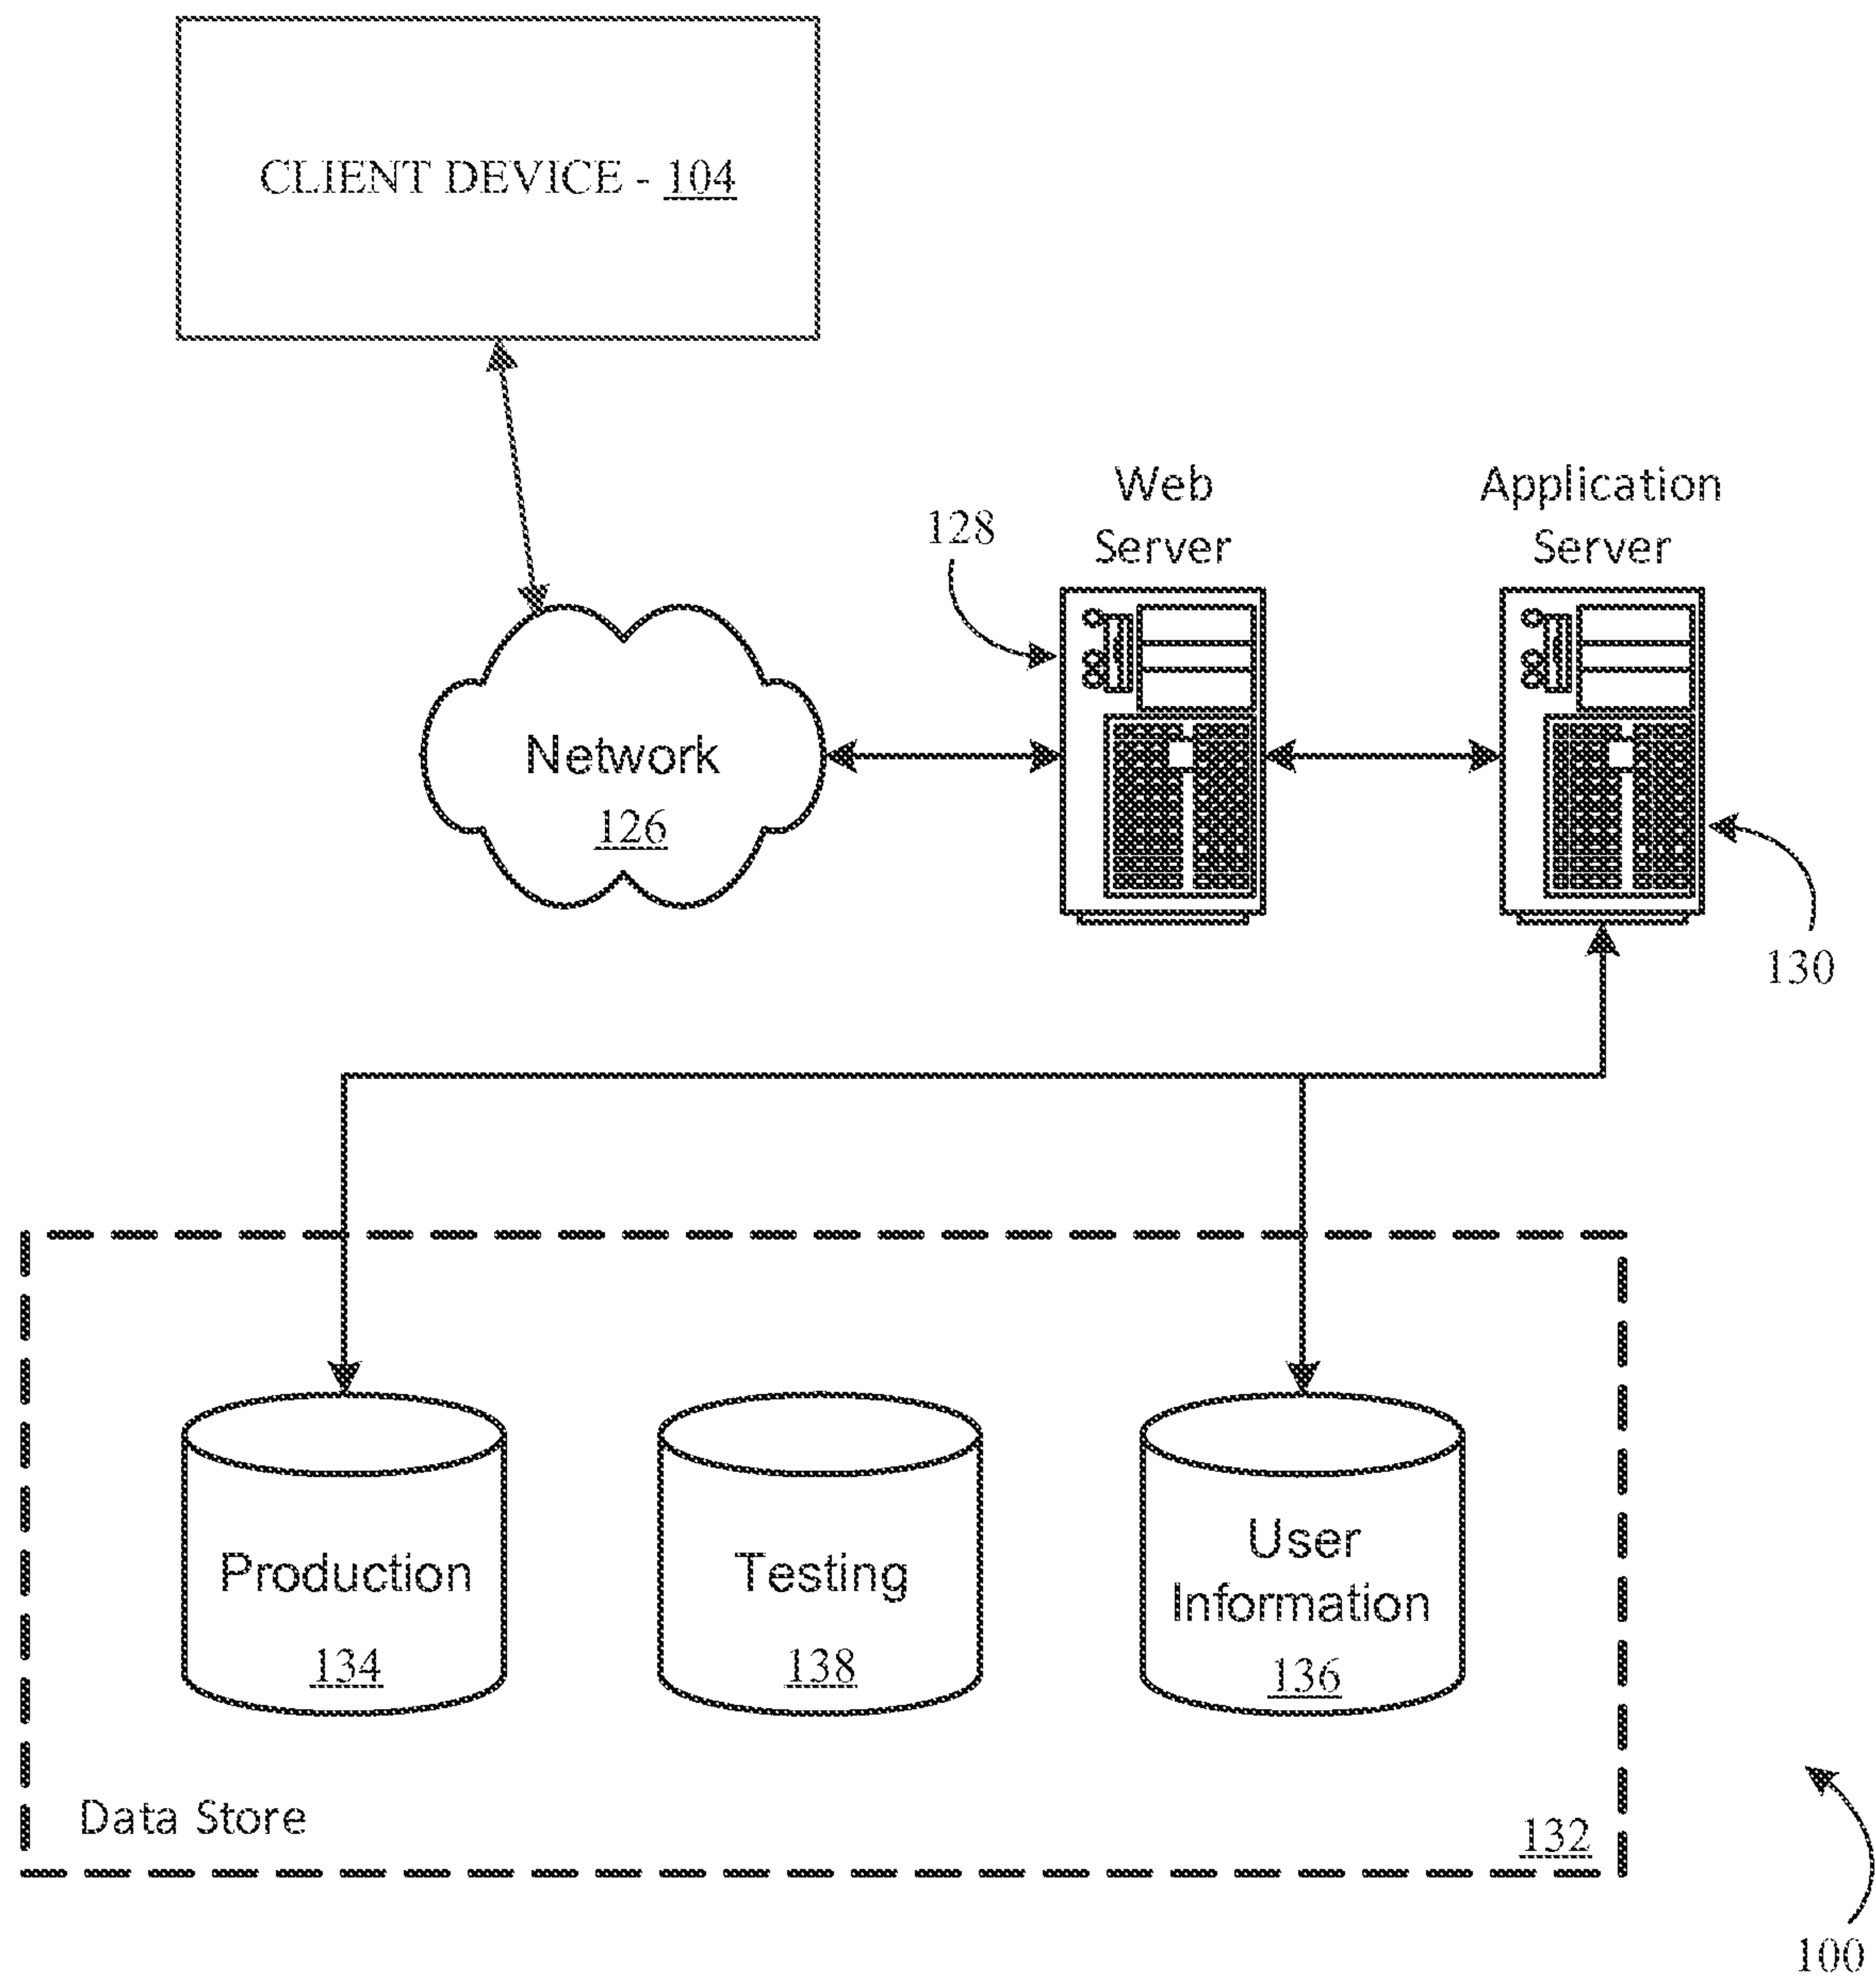 CLIENT DEVICE - 104
Web
Server
128
Application
Server
Network
126
130
Production
134
Testing
138
User
Information
136
Data Store
132
100